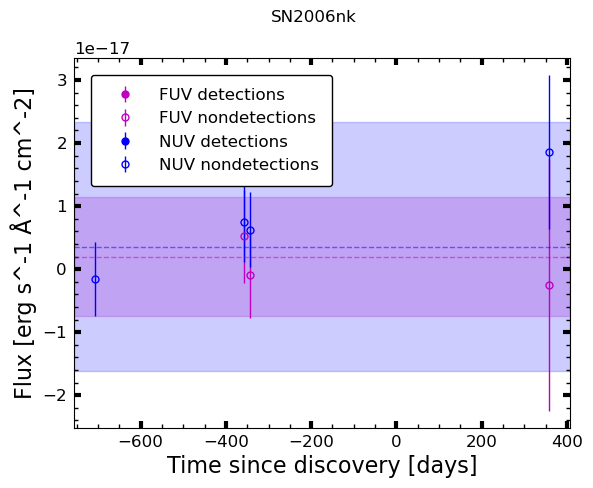 SN2006nk
1e−17
FUV detections
FUV nondetections
NUV detections
NUV nondetections
3
2
1
0
−1
−2
Flux [erg s^-1 Å^-1 cm^-2]
−600
−400
−200
0
200
400
Time since discovery [days]